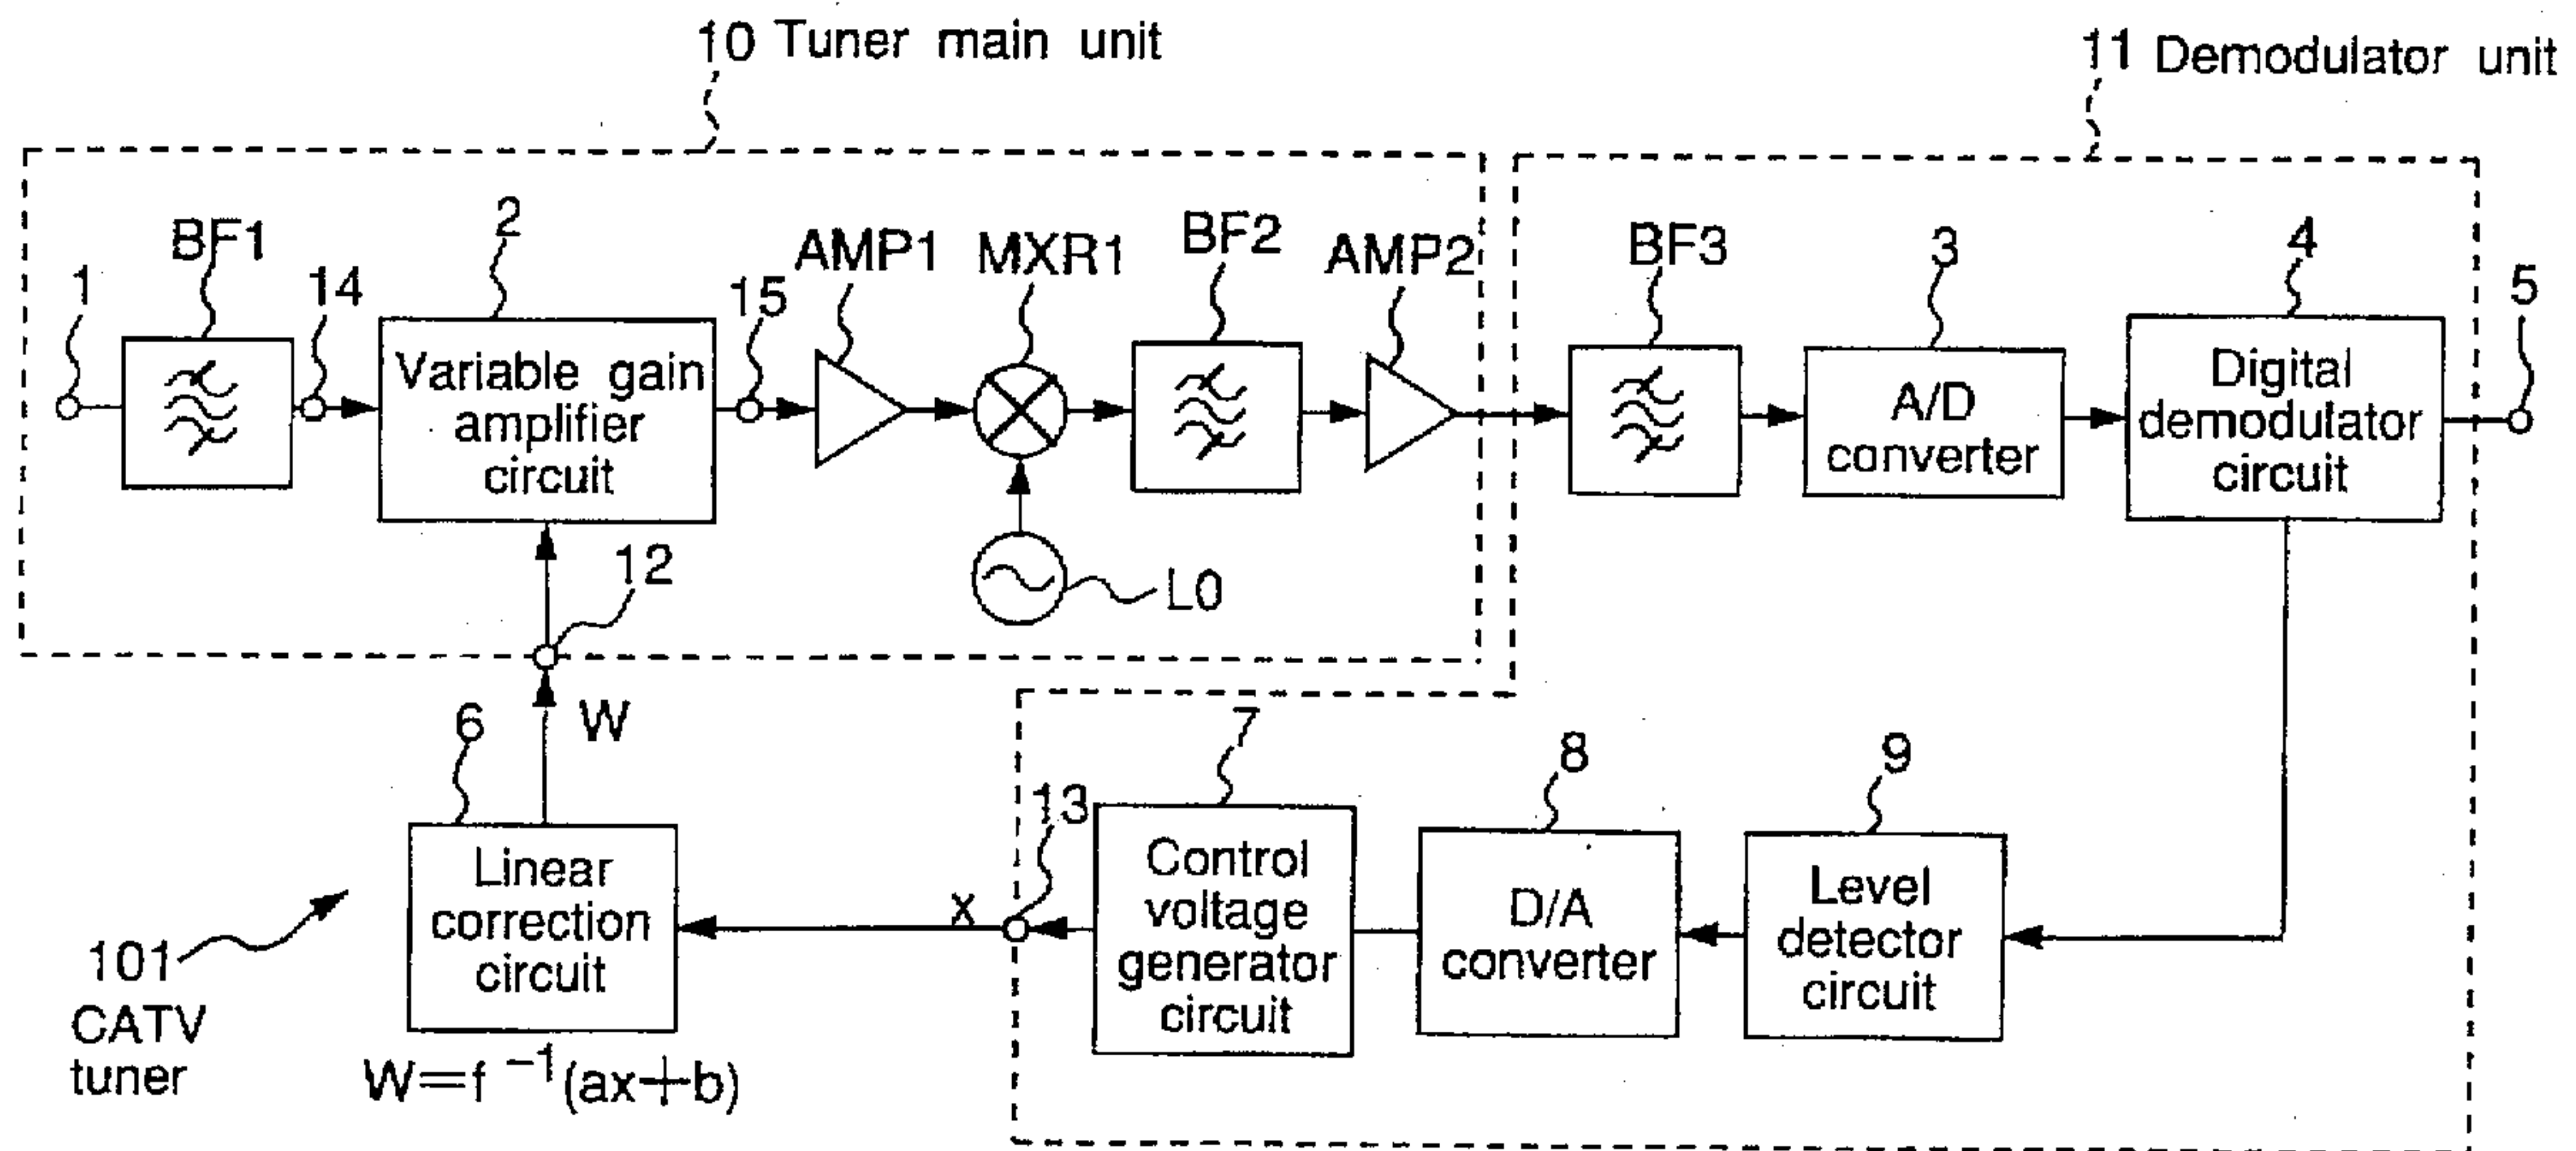 10 Tuner main unit
11 Demodulator unit
1
BF1
14
2
15
AMP1
MXR1
BF2
AMP2
BF3
3
4
5
Variable gain
amplifier
circuit
A/D
converter
Digital
demodulator
circuit
L0
12
W
6
7
8
9
13
x
Linear
correction
circuit
Control
voltage
generator
circuit
D/A
converter
Level
detector
circuit
101
CATV
tuner
W=f⁻¹(ax+b)